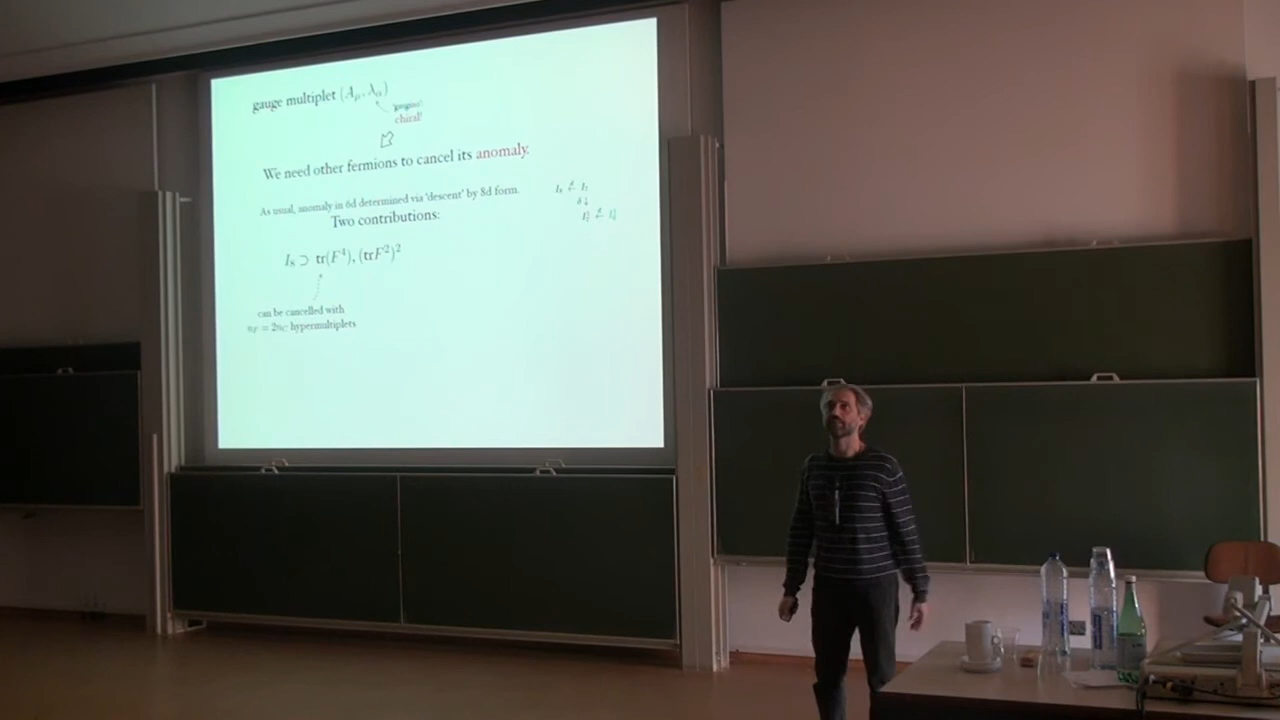 gauge multiplet (A_μ, λ_α)
'gaugino':
chiral!
We need other fermions to cancel its anomaly.
As usual, anomaly in 6d determined via 'descent' by 8d form.
Two contributions:
I_8 ⊃ tr(F^4), (trF^2)^2
can be cancelled with
n_F = 2n_C hypermultiplets